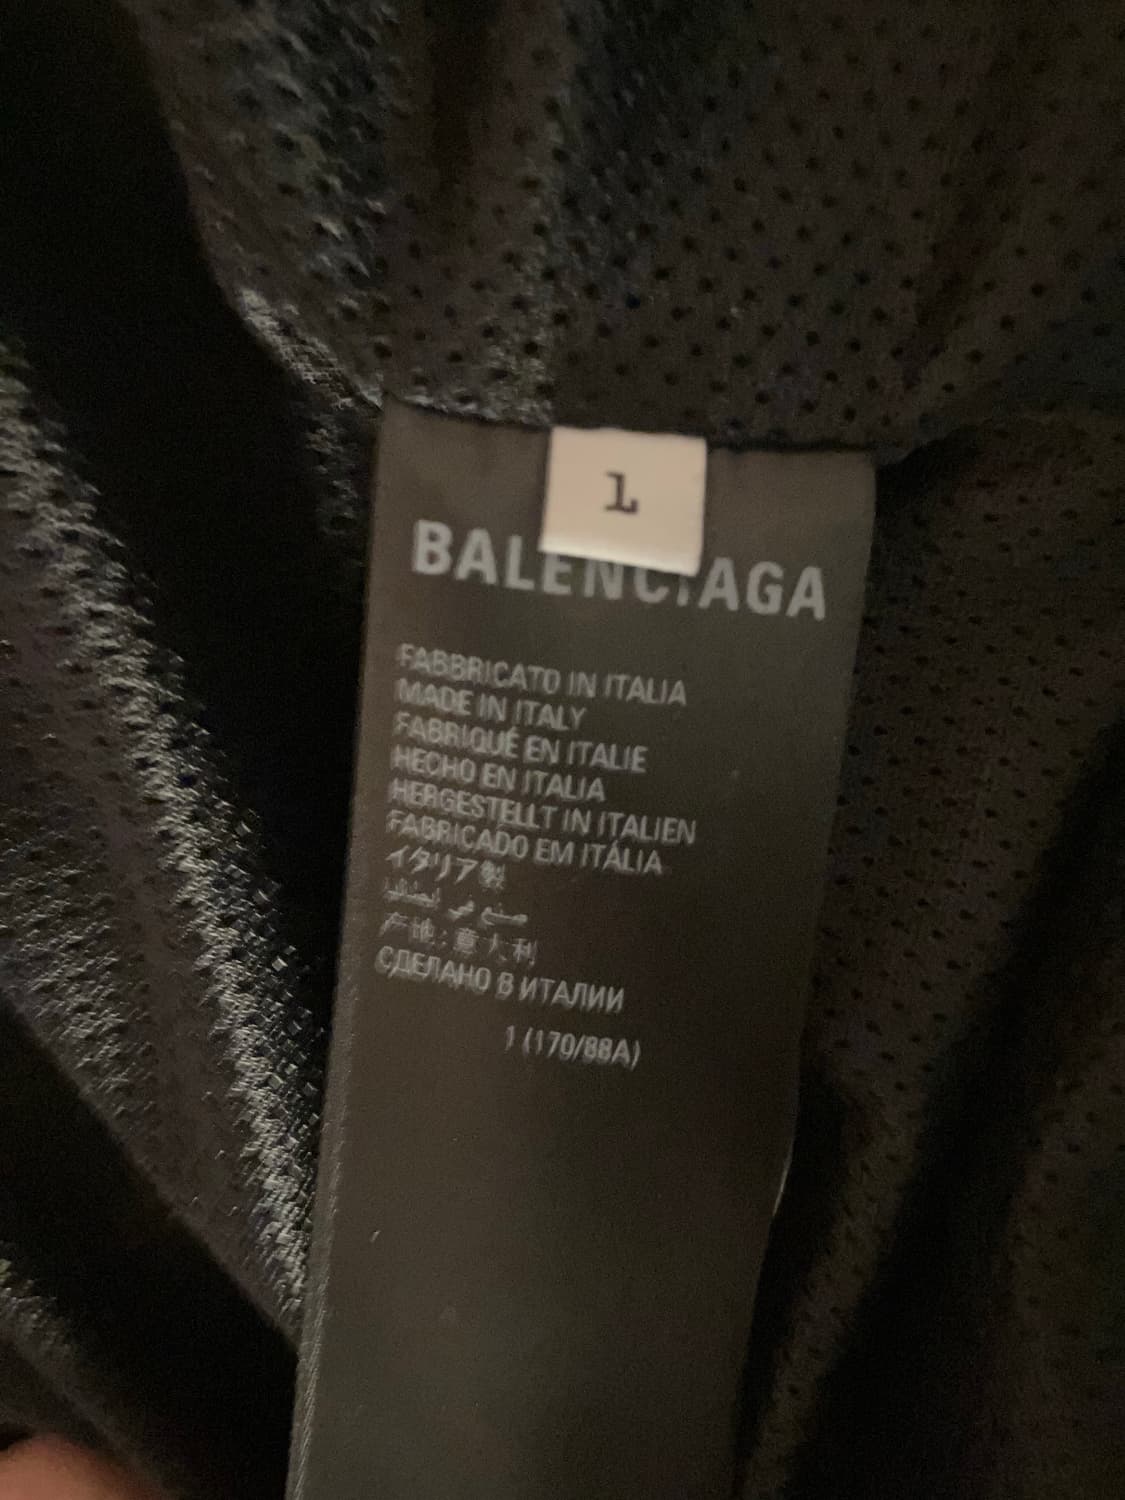 1
BALENCIAGA
FABBRICATO IN ITALIA
MADE IN ITALY
FABRIQUÉ EN ITALIE
HECHO EN ITALIA
HERGESTELLT IN ITALIEN
FABRICADO EM ITÁLIA
イタリア製
صنع في إيطاليا
产地:意大利
СДЕЛАНО В ИТАЛИИ
1 (170/88A)